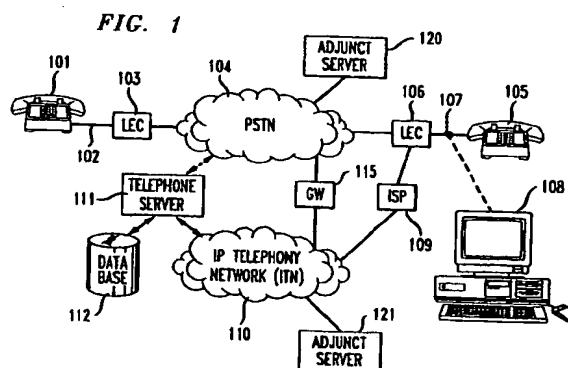 FIG. 1
101
103
104
ADJUNCT
SERVER
120
106
107
105
LEC
PSTN
LEC
102
115
108
111
TELEPHONE
SERVER
GW
ISP
109
DATA
BASE
112
IP TELEPHONY
NETWORK (ITN)
110
121
ADJUNCT
SERVER